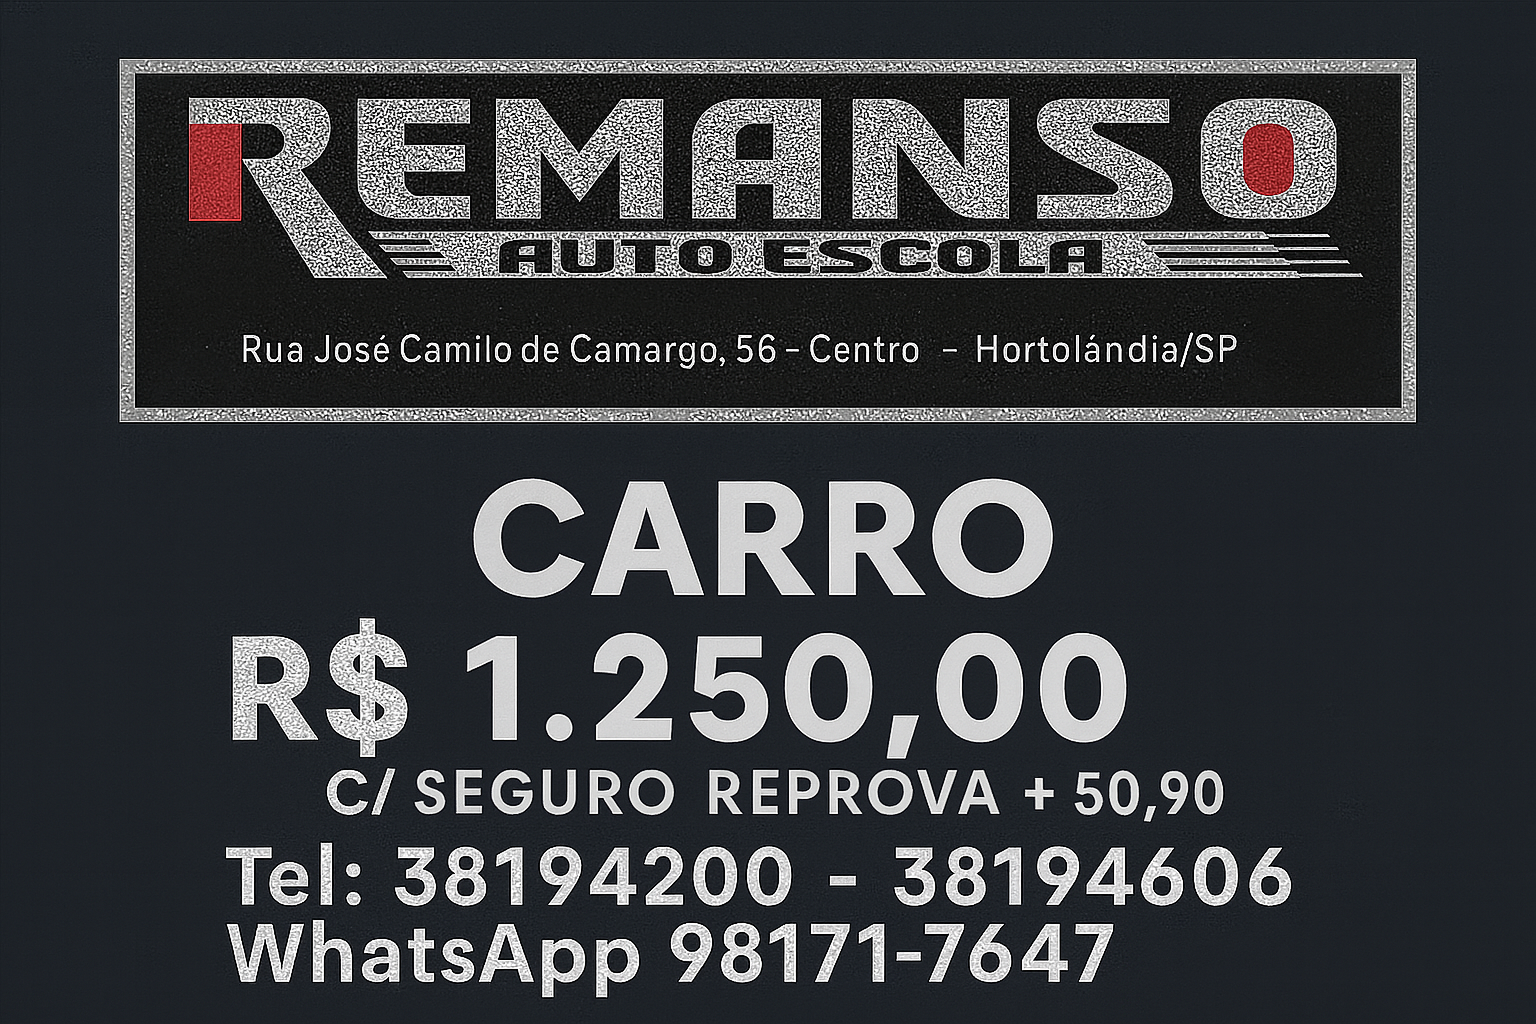 REMANSO
AUTO ESCOLA
Rua José Camilo de Camargo, 56 – Centro – Hortolándia/SP
CARRO
R$ 1.250,00
C/ SEGURO REPROVA + 50,90
Tel: 38194200 - 38194606
WhatsApp 98171-7647